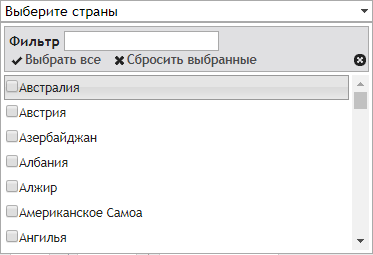 Выберите страны
Фильтр
Выбрать все Сбросить выбранные
Австралия
Австрия
Азербайджан
Албания
Алжир
Американское Самоа
Ангилья